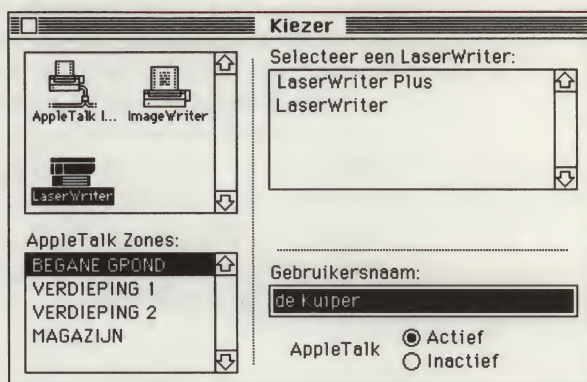 Kiezer
AppleTalk I... ImageWriter
LaserWriter
AppleTalk Zones:
BEGANE GPOND
VERDIEPING 1
VERDIEPING 2
MAGAZIJN
Selecteer een LaserWriter:
LaserWriter Plus
LaserWriter
Gebruikersnaam:
de Kuiper
AppleTalk
Actief
Inactief